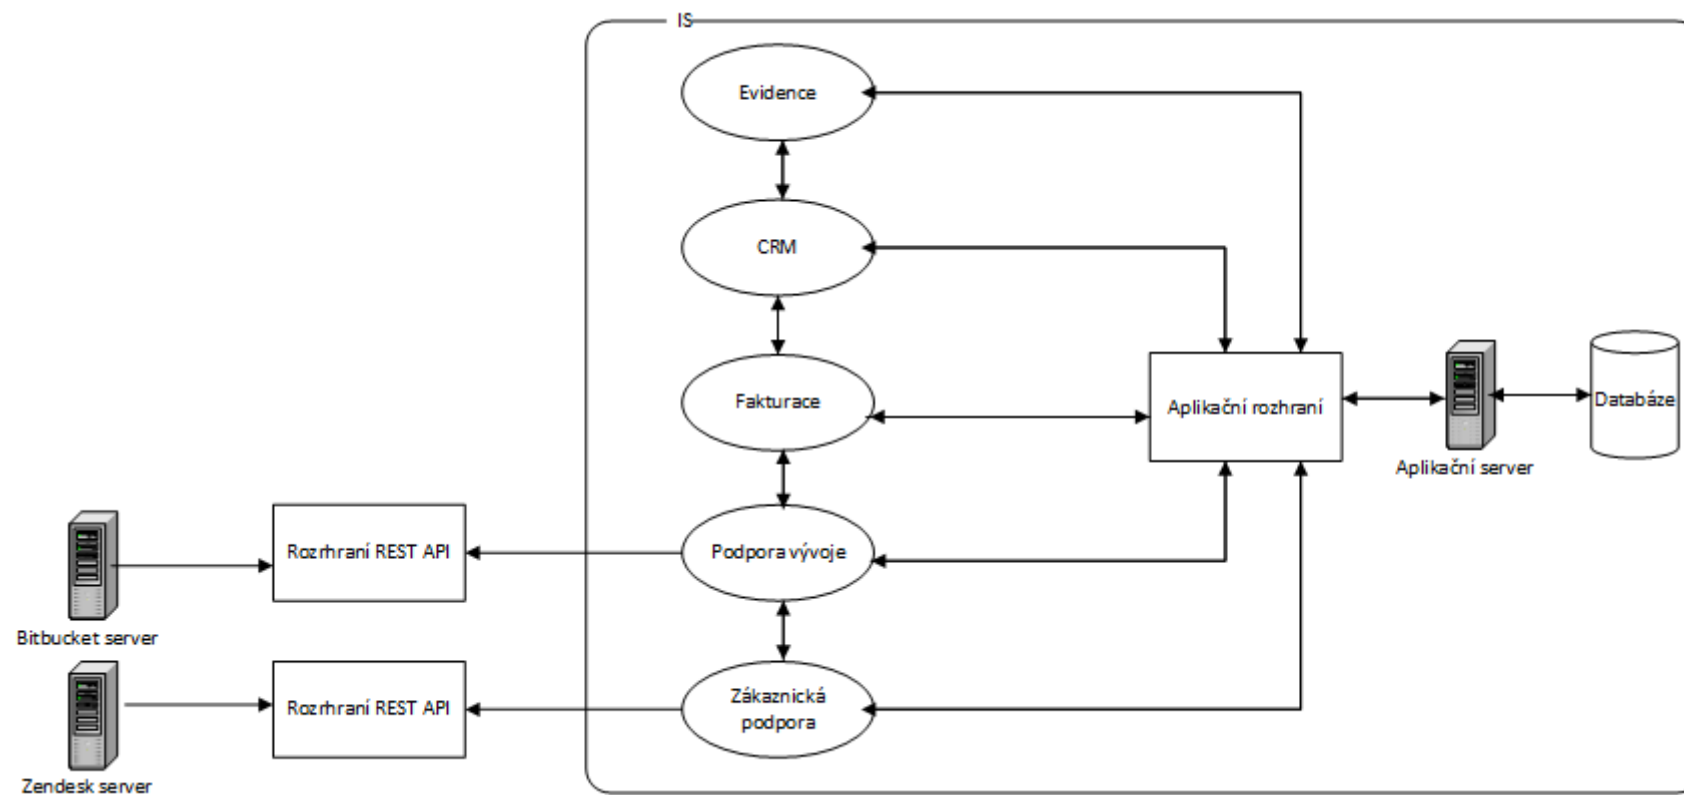 IS
Evidence
CRM
Fakturace
Aplikační rozhraní
Databáze
Aplikační server
Rozrhraní REST API
Podpora vývoje
Bitbucket server
Rozrhraní REST API
Zákaznická
podpora
Zendesk server